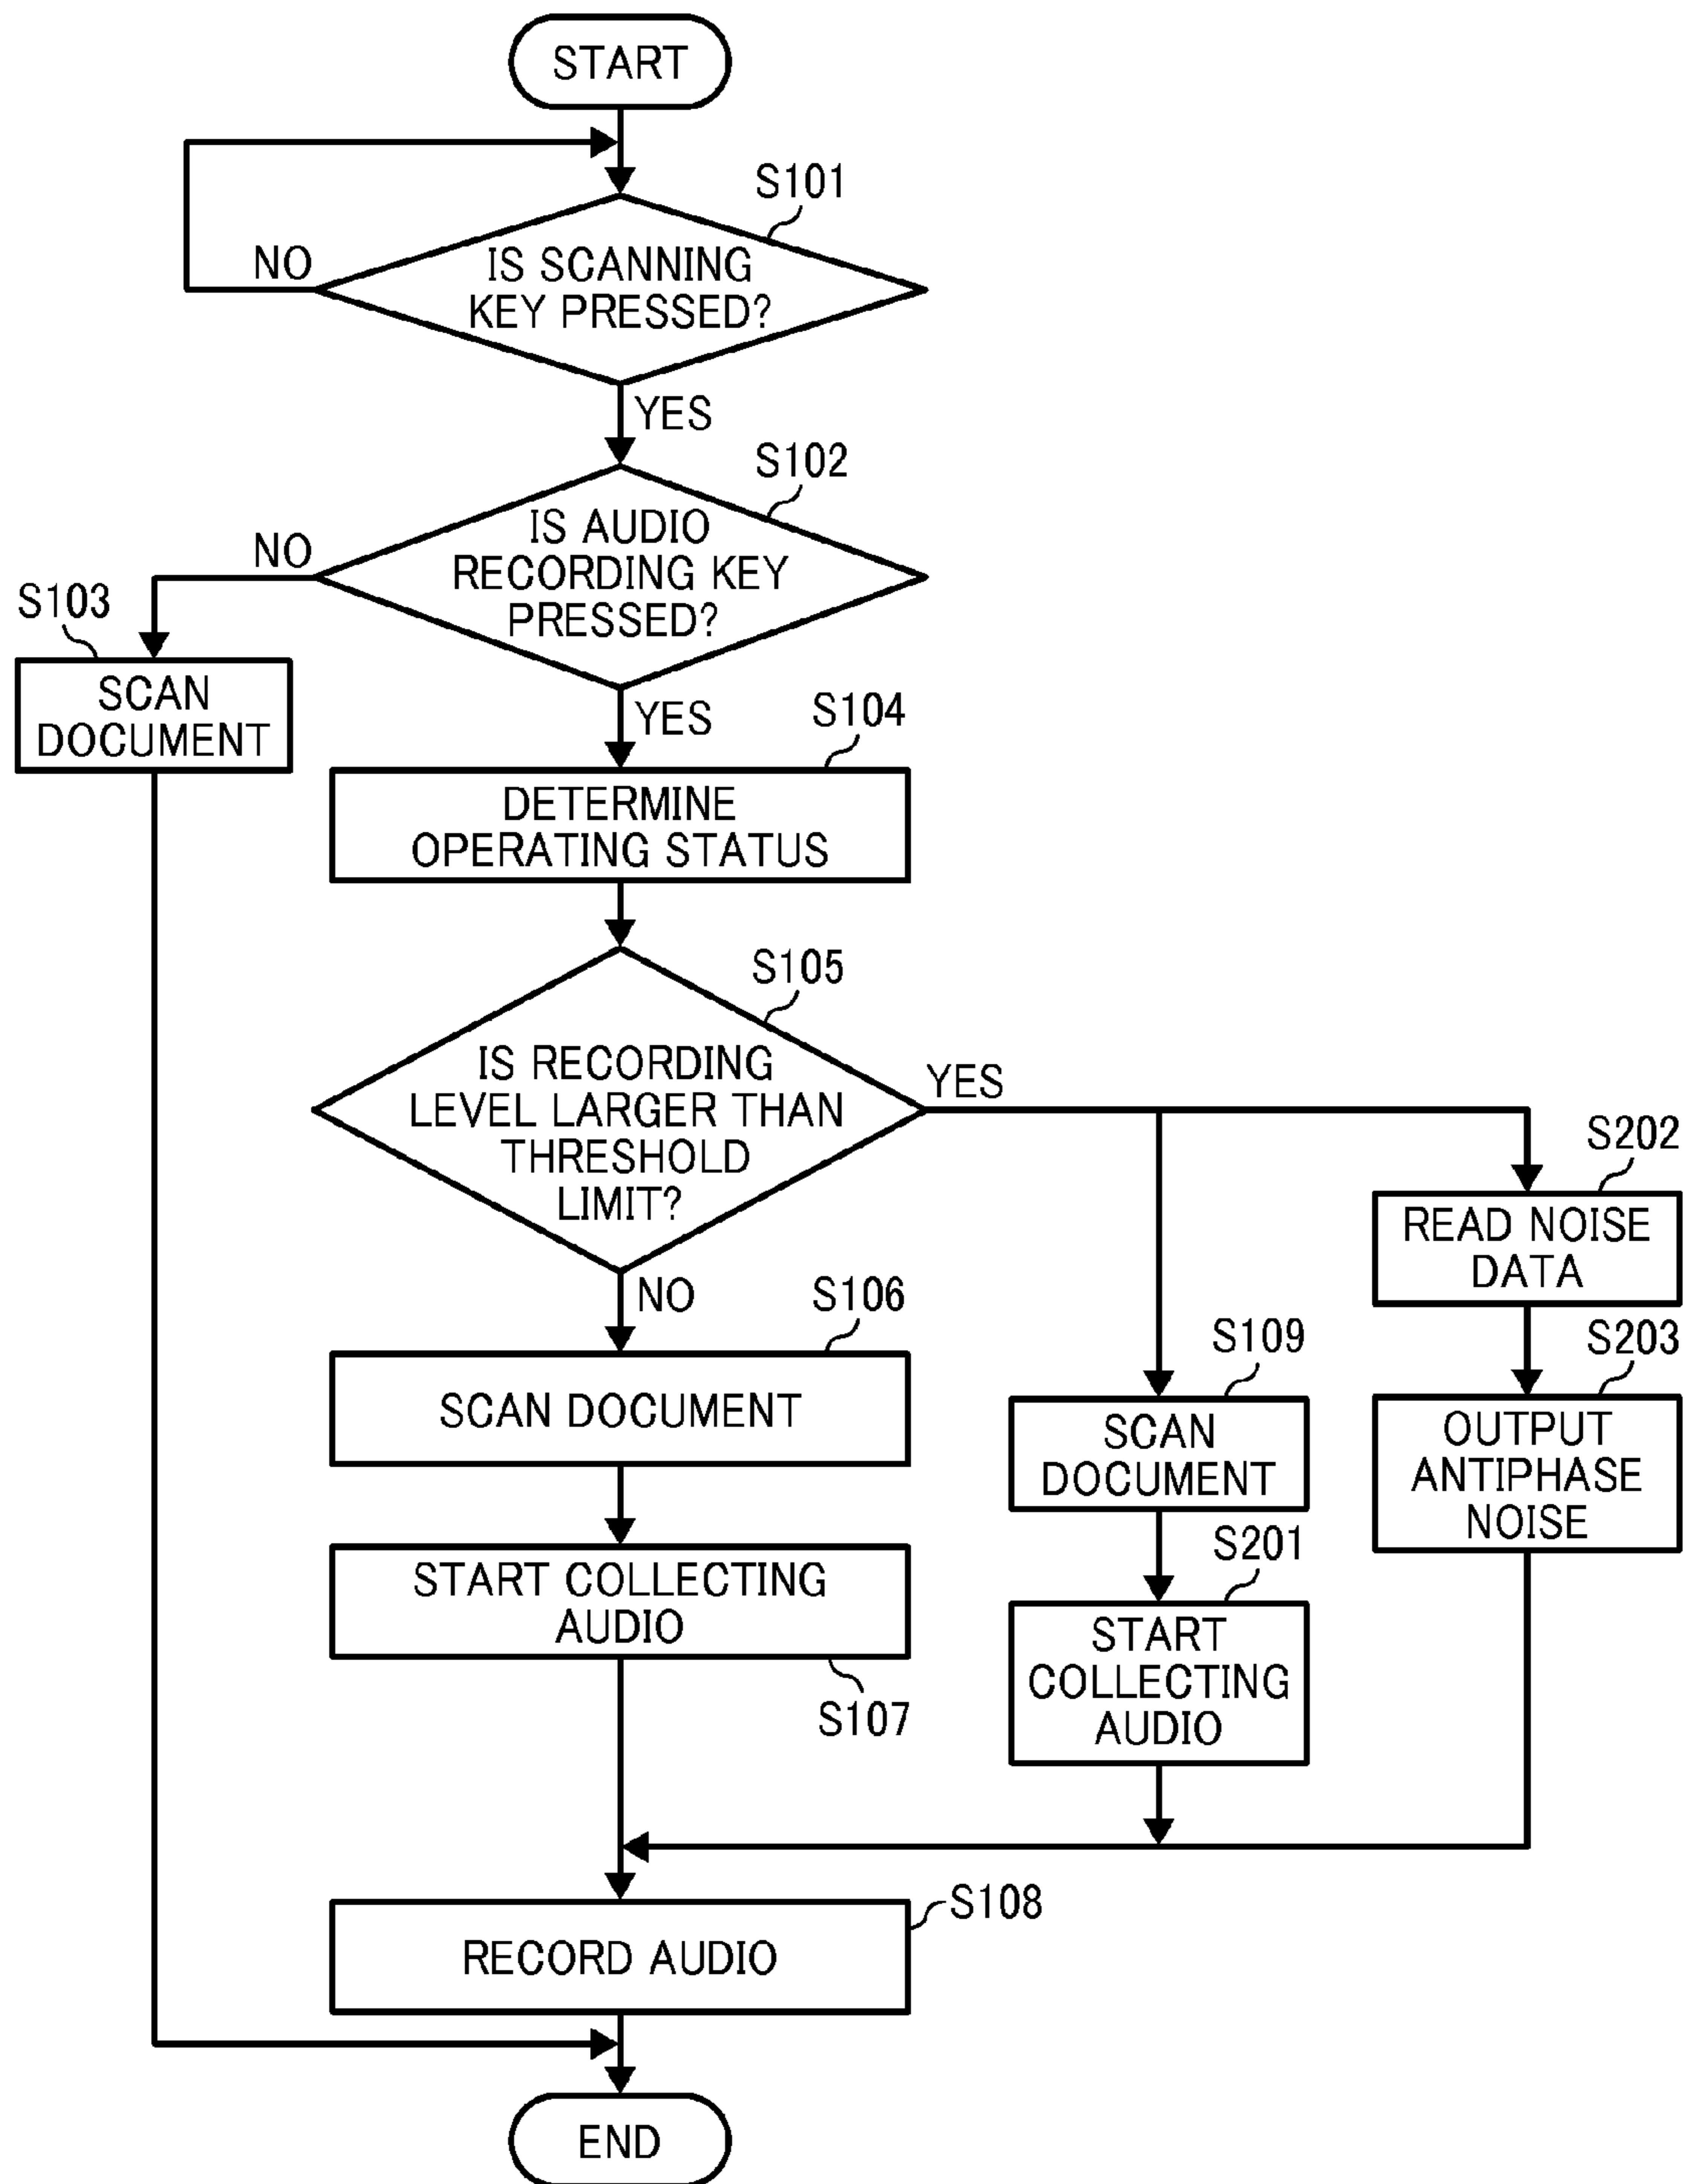 START
S101
NO
IS SCANNING
KEY PRESSED?
YES
S102
NO
IS AUDIO
RECORDING KEY
PRESSED?
S103
SCAN
DOCUMENT
YES
S104
DETERMINE
OPERATING STATUS
S105
IS RECORDING
LEVEL LARGER THAN
THRESHOLD
LIMIT?
YES
S202
READ NOISE
DATA
NO
S106
SCAN DOCUMENT
S109
SCAN
DOCUMENT
S203
OUTPUT
ANTIPHASE
NOISE
START COLLECTING
AUDIO
S107
S201
START
COLLECTING
AUDIO
S108
RECORD AUDIO
END